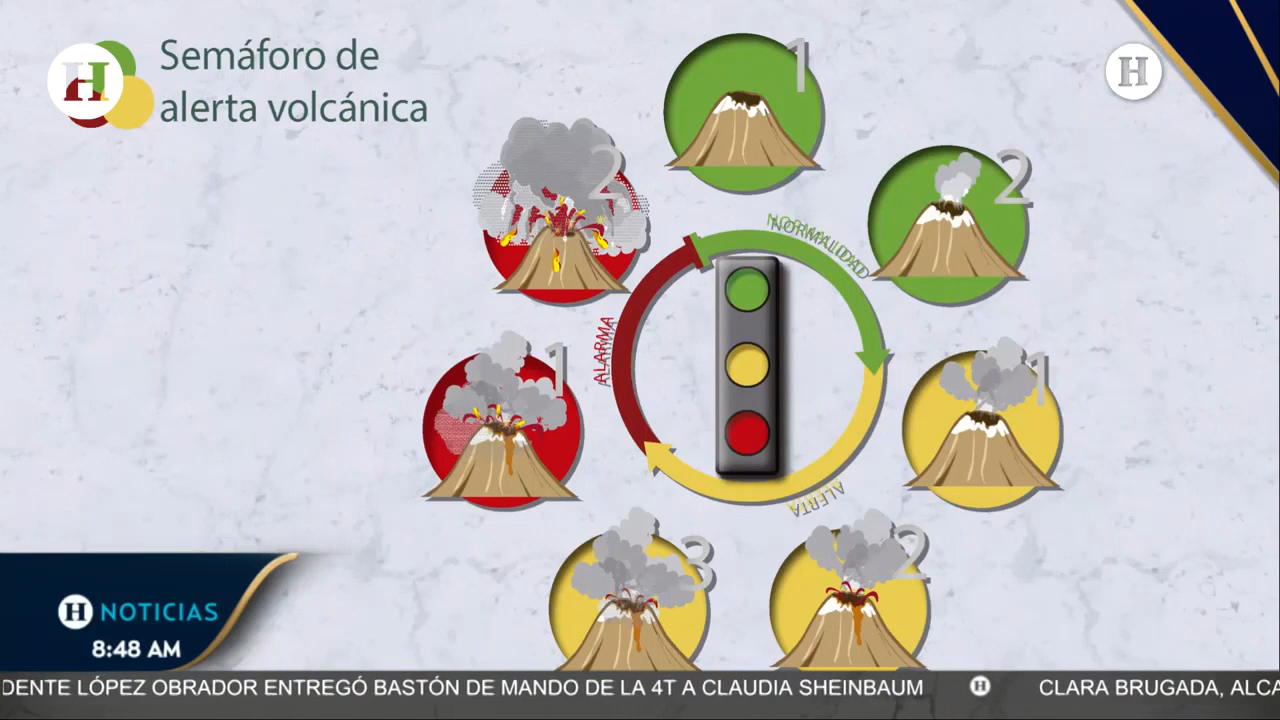 H
Semáforo de
alerta volcánica
H
1
2
NORMALIDAD
2
ALARMA
1
1
ALERTA
3
2
H NOTICIAS
8:48 AM
DENTE LÓPEZ OBRADOR ENTREGÓ BASTÓN DE MANDO DE LA 4T A CLAUDIA SHEINBAUM H CLARA BRUGADA, ALCA